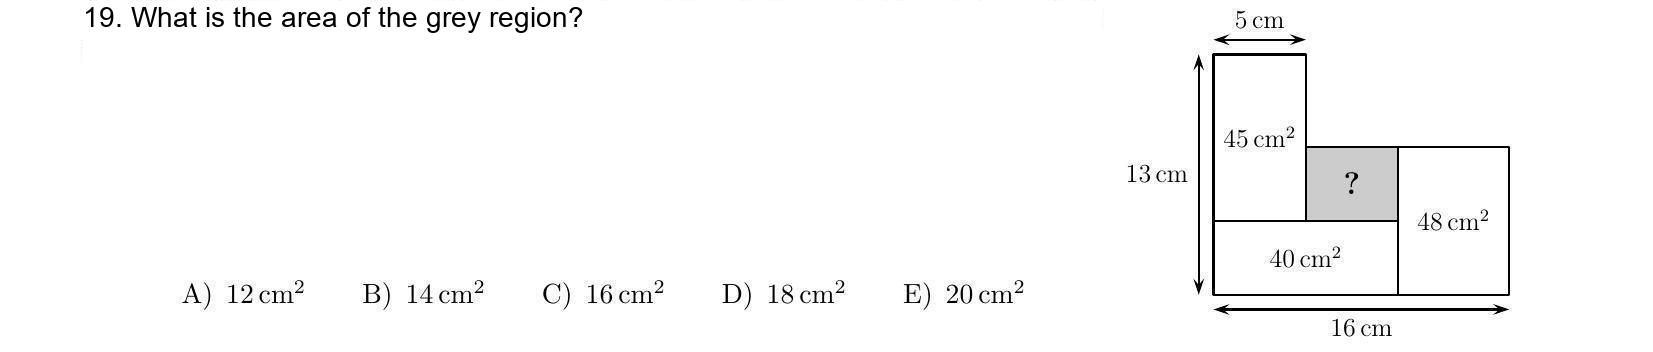 19. What is the area of the grey region?
5 cm
45 cm²
13 cm
?
48 cm²
40 cm²
16 cm
A) 12 cm² B) 14 cm² C) 16 cm² D) 18 cm² E) 20 cm²